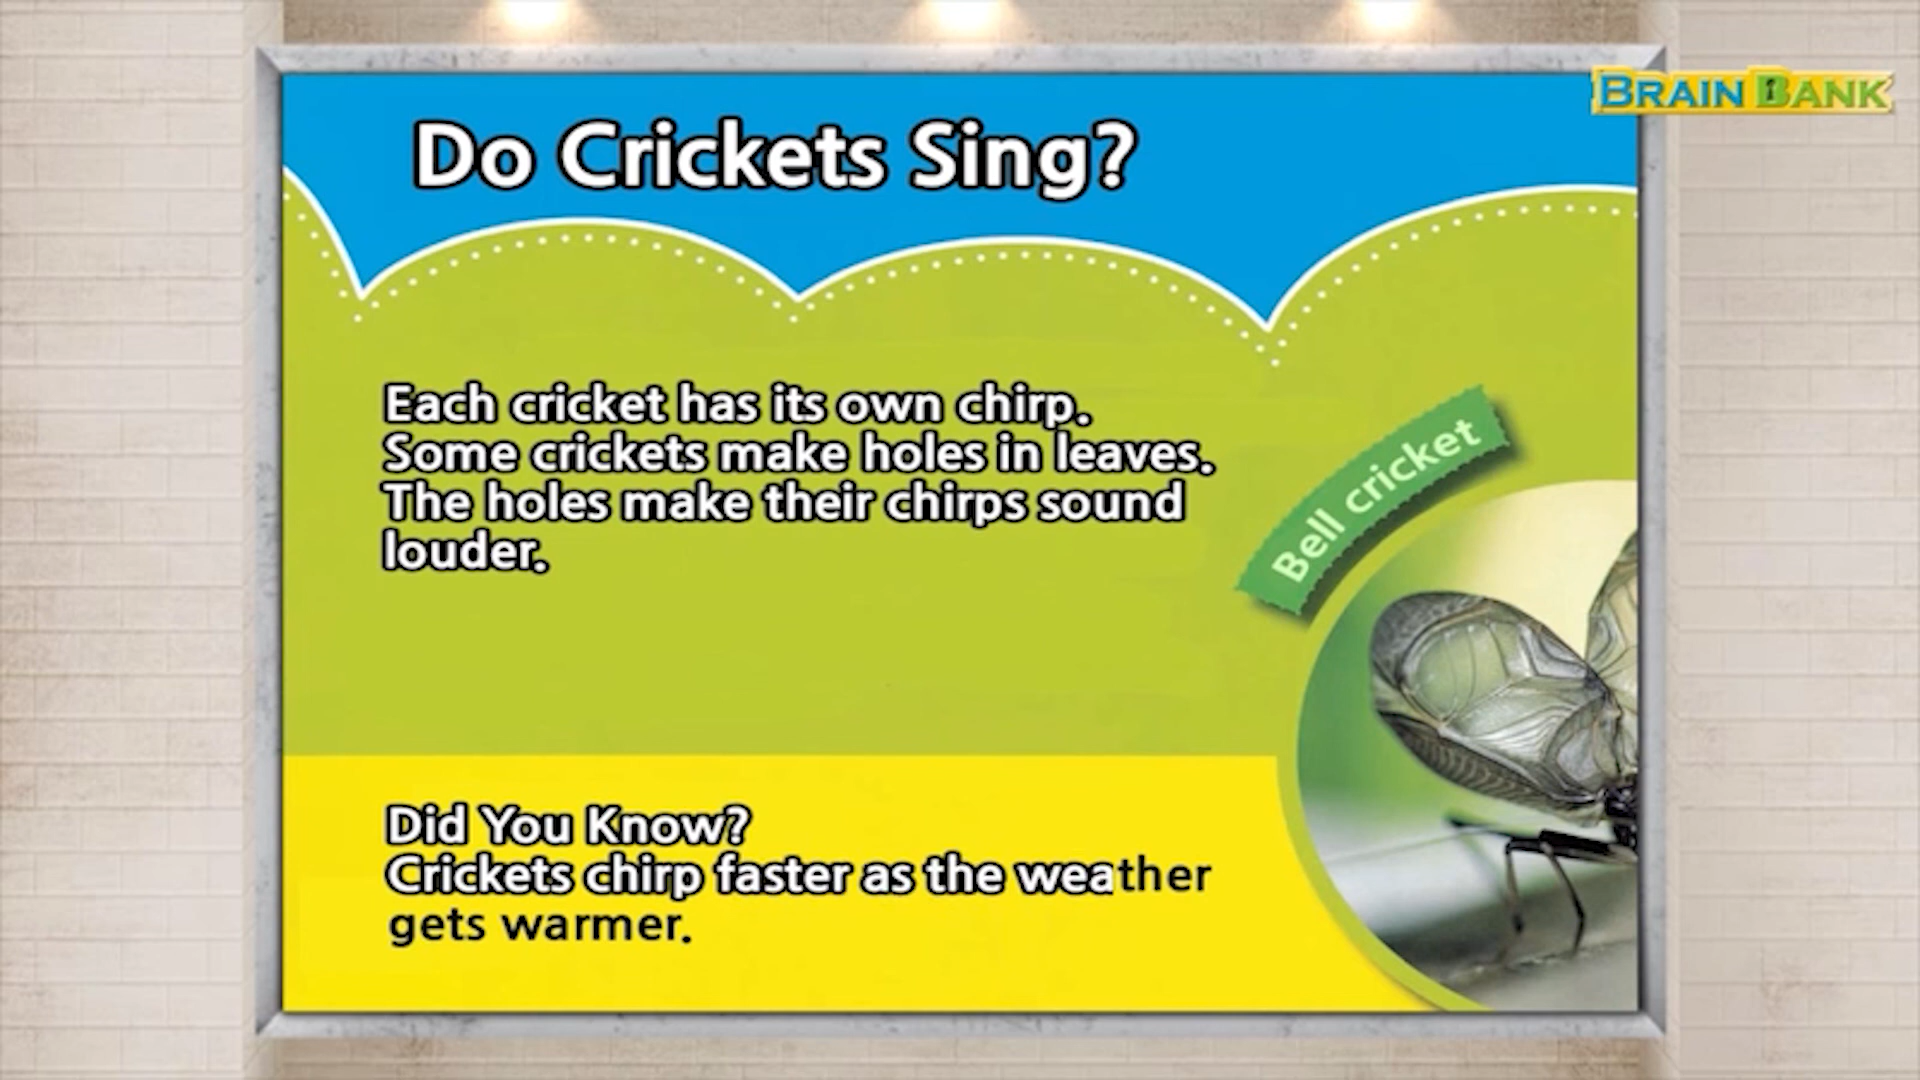 BRAIN BANK
Do Crickets Sing?
Each cricket has its own chirp.
Some crickets make holes in leaves.
The holes make their chirps sound
louder.
Bell cricket
Did You Know?
Crickets chirp faster as the weather
gets warmer.